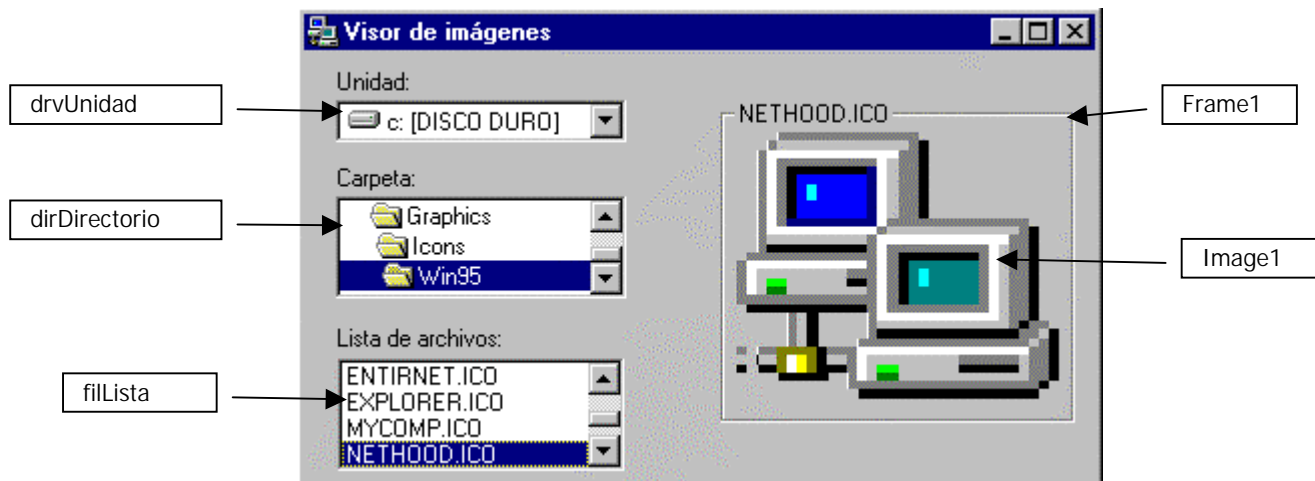 Visor de imágenes
Unidad:
drvUnidad
c: [DISCO DURO]
Frame1
NETHOOD.ICO
Carpeta:
dirDirectorio
Graphics
Icons
Win95
Image1
Lista de archivos:
filLista
ENTIRNET.ICO
EXPLORER.ICO
MYCOMP.ICO
NETHOOD.ICO